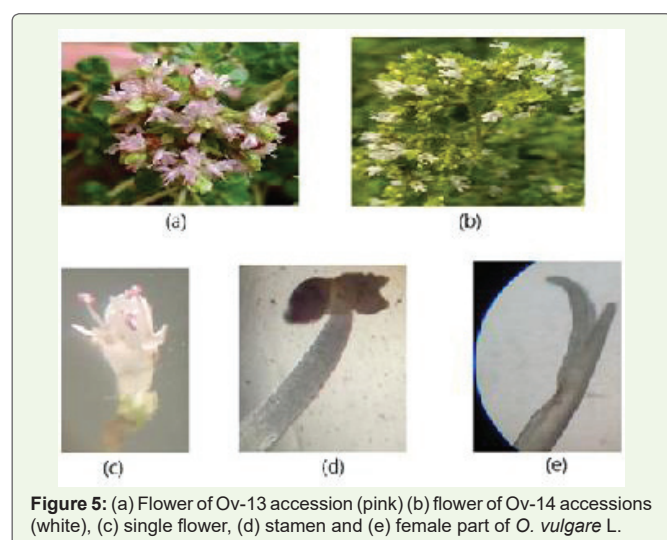 (a)
(b)
(c)
(d)
(e)
Figure 5: (a) Flower of Ov-13 accession (pink) (b) flower of Ov-14 accessions
(white), (c) single flower, (d) stamen and (e) female part of O. vulgare L.